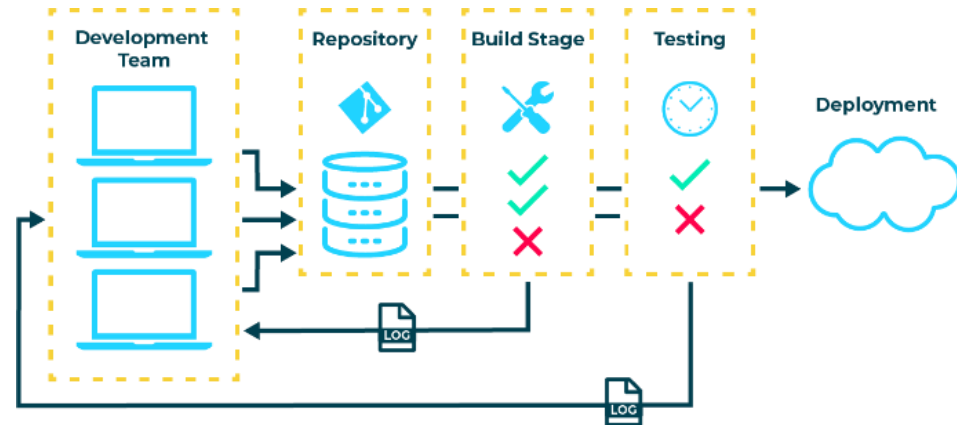 Development
Team
Repository
Build Stage
Testing
Deployment
LOG
LOG